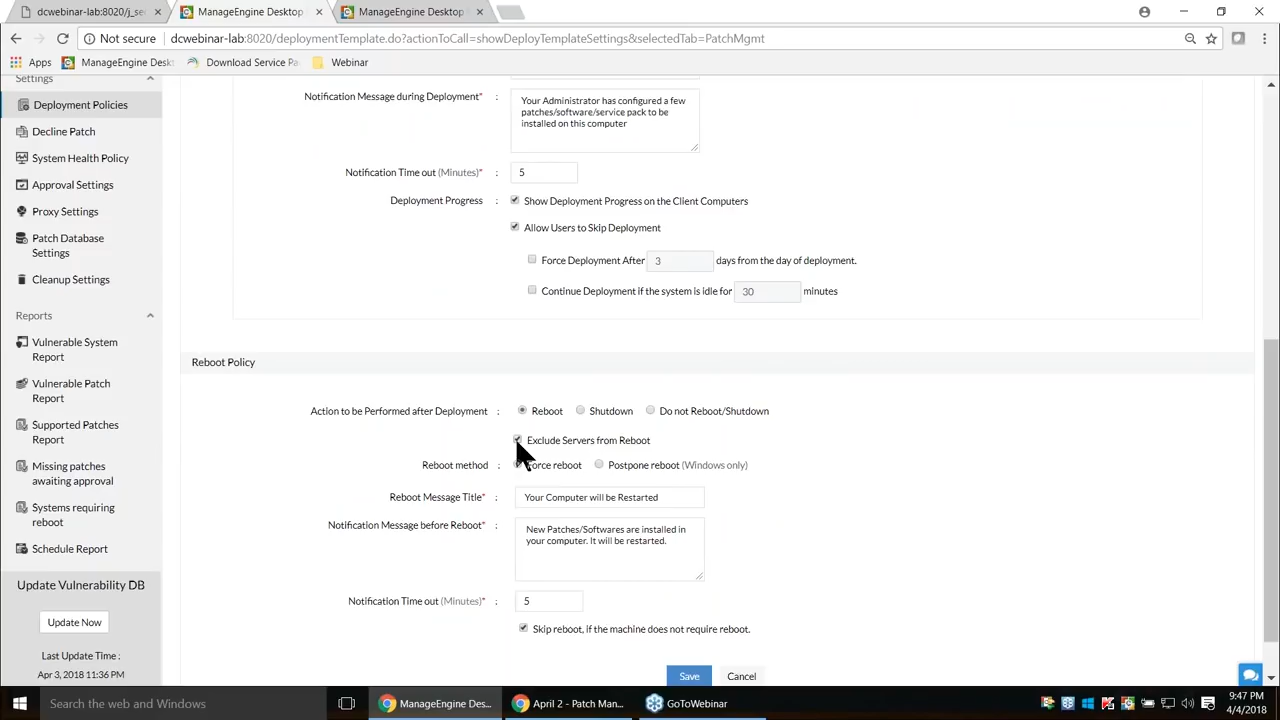 dcwebinar-lab:8020/j_se
ManageEngine Desktop
ManageEngine Desktop
Not secure
dcwebinar-lab:8020/deploymentTemplate.do?actionToCall=showDeployTemplateSettings&selectedTab=PatchMgmt
Apps
ManageEngine Desk
Download Service Pa
Webinar
Settings
Deployment Policies
Decline Patch
System Health Policy
Approval Settings
Proxy Settings
Patch Database
Settings
Cleanup Settings
Reports
Vulnerable System
Report
Vulnerable Patch
Report
Supported Patches
Report
Missing patches
awaiting approval
Systems requiring
reboot
Schedule Report
Update Vulnerability DB
Update Now
Last Update Time :
Apr 3, 2018 11:36 PM
Notification Message during Deployment* :
Your Administrator has configured a few
patches/software/service pack to be
installed on this computer
Notification Time out (Minutes)* : 5
Deployment Progress : Show Deployment Progress on the Client Computers
Allow Users to Skip Deployment
Force Deployment After 3 days from the day of deployment.
Continue Deployment if the system is idle for 30 minutes
Reboot Policy
Action to be Performed after Deployment : Reboot Shutdown Do not Reboot/Shutdown
Exclude Servers from Reboot
Reboot method : Force reboot Postpone reboot (Windows only)
Reboot Message Title* : Your Computer will be Restarted
Notification Message before Reboot* :
New Patches/Softwares are installed in
your computer. It will be restarted.
Notification Time out (Minutes)* : 5
Skip reboot, if the machine does not require reboot.
Save Cancel
Search the web and Windows
ManageEngine Des...
April 2 - Patch Man...
GoToWebinar
9:47 PM
4/4/2018